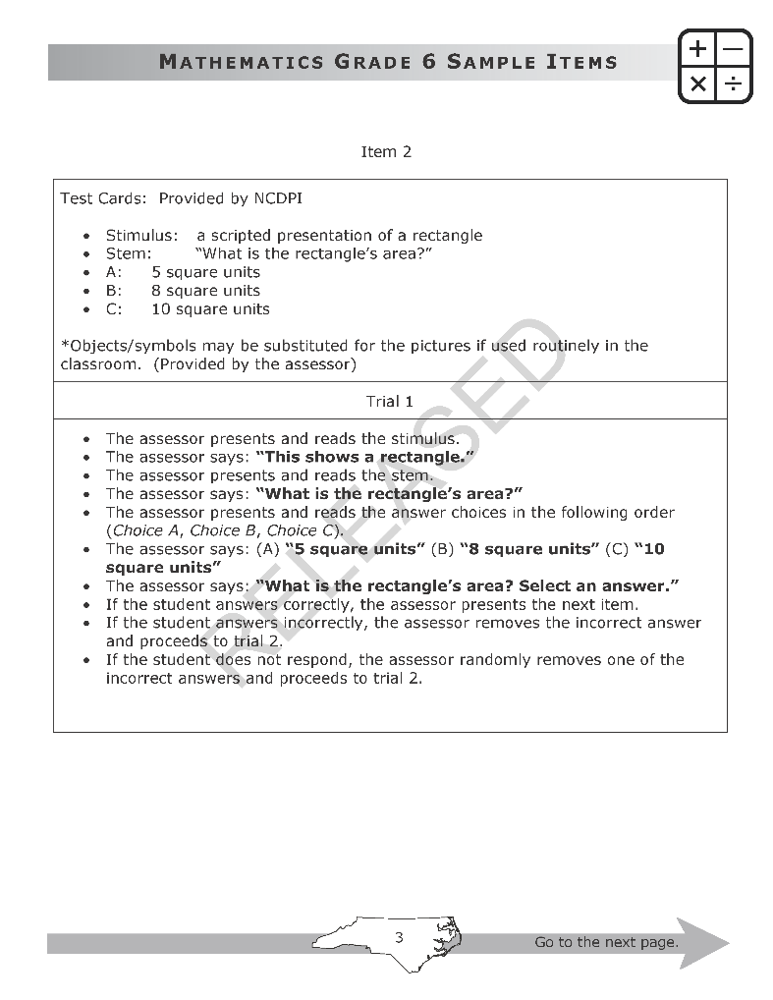 MATHEMATICS GRADE 6 SAMPLE ITEMS
+ —
× ÷
Item 2
Test Cards: Provided by NCDPI
• Stimulus: a scripted presentation of a rectangle
• Stem: “What is the rectangle’s area?”
• A: 5 square units
• B: 8 square units
• C: 10 square units
*Objects/symbols may be substituted for the pictures if used routinely in the
classroom. (Provided by the assessor)
Trial 1
• The assessor presents and reads the stimulus.
• The assessor says: “This shows a rectangle.”
• The assessor presents and reads the stem.
• The assessor says: “What is the rectangle’s area?”
• The assessor presents and reads the answer choices in the following order
(Choice A, Choice B, Choice C).
• The assessor says: (A) “5 square units” (B) “8 square units” (C) “10
square units”
• The assessor says: “What is the rectangle’s area? Select an answer.”
• If the student answers correctly, the assessor presents the next item.
• If the student answers incorrectly, the assessor removes the incorrect answer
and proceeds to trial 2.
• If the student does not respond, the assessor randomly removes one of the
incorrect answers and proceeds to trial 2.
RELEASED
3
Go to the next page.